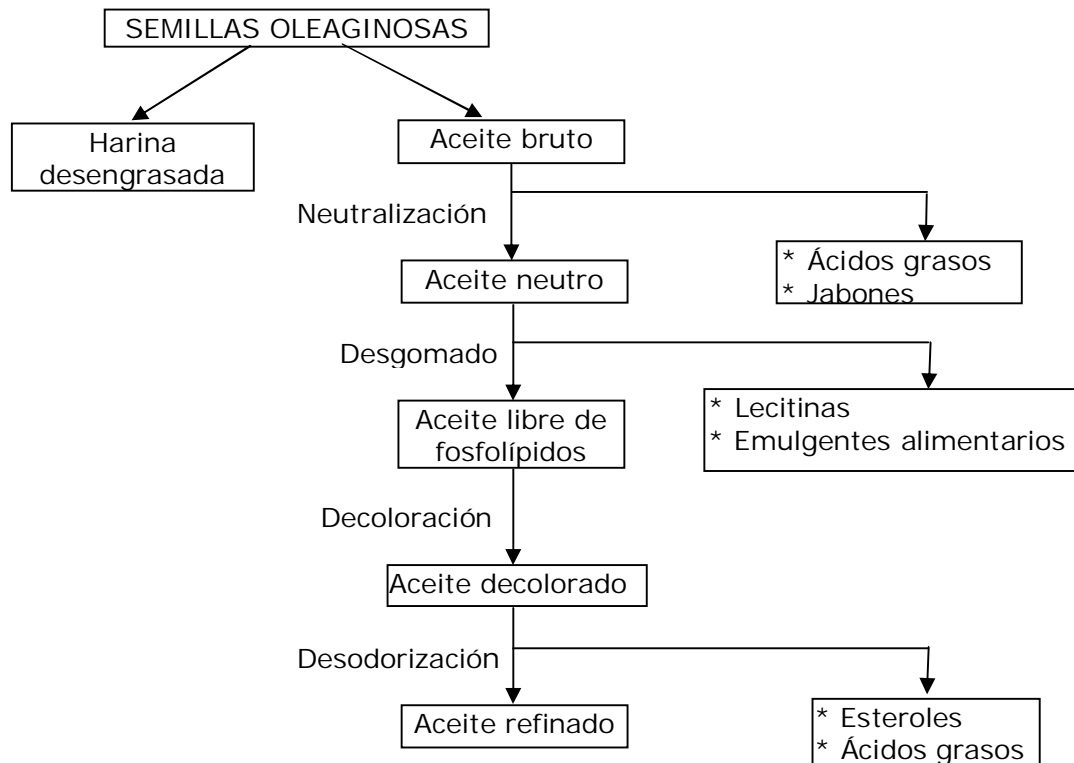 SEMILLAS OLEAGINOSAS
Harina
desengrasada
Aceite bruto
Neutralización
Aceite neutro
* Ácidos grasos
* Jabones
Desgomado
Aceite libre de
fosfolípidos
* Lecitinas
* Emulgentes alimentarios
Decoloración
Aceite decolorado
Desodorización
Aceite refinado
* Esteroles
* Ácidos grasos